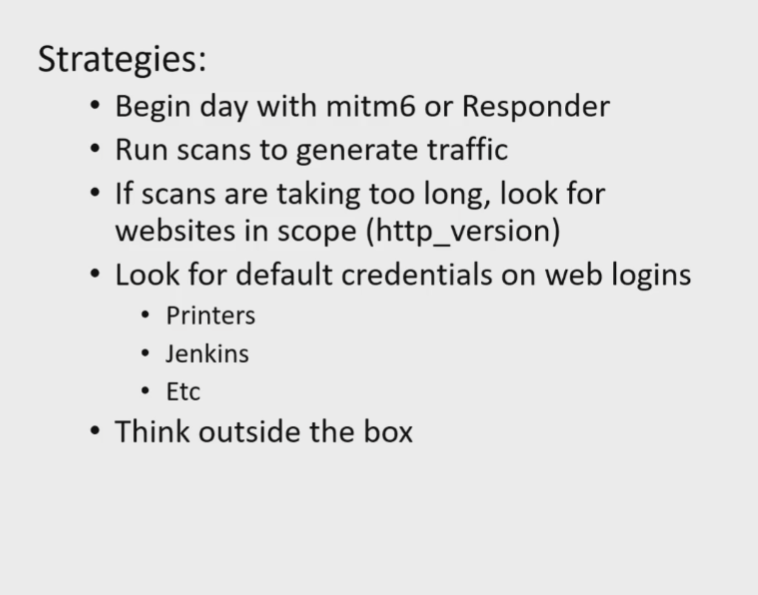 Strategies:
• Begin day with mitm6 or Responder
• Run scans to generate traffic
• If scans are taking too long, look for
websites in scope (http_version)
• Look for default credentials on web logins
• Printers
• Jenkins
• Etc
• Think outside the box